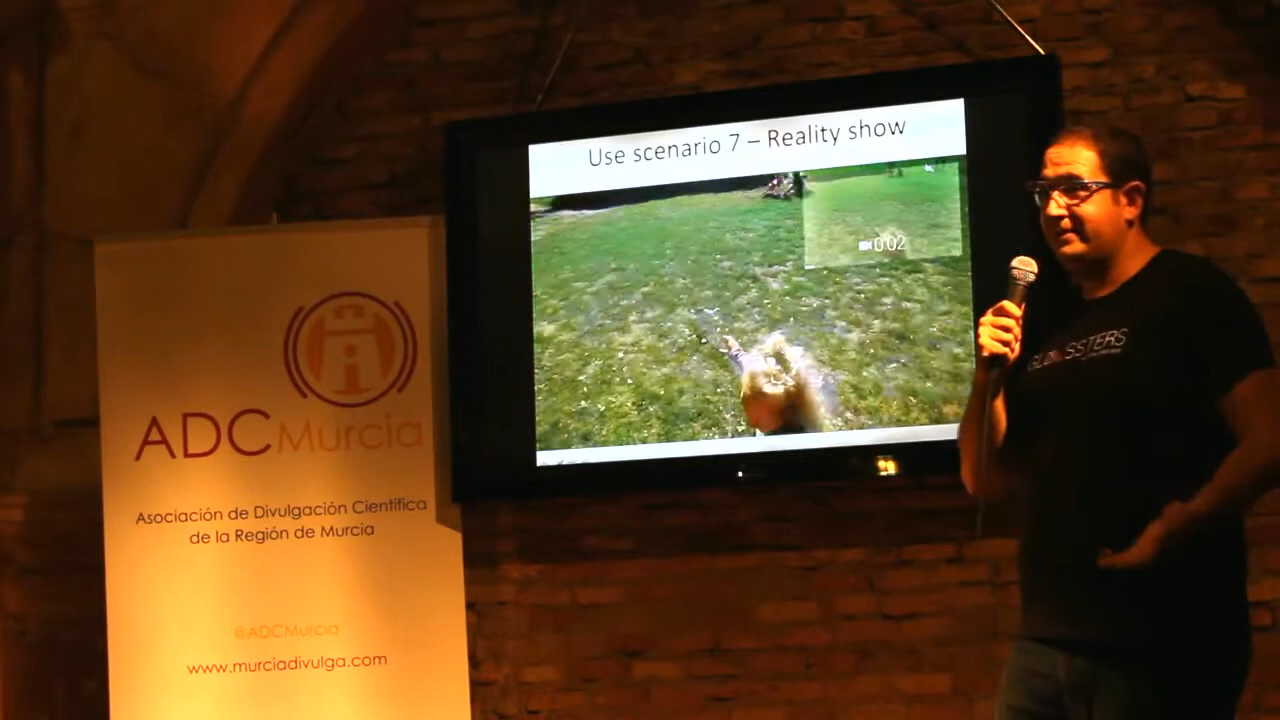 Use scenario 7 – Reality show
0:02
ADCMurcia
Asociación de Divulgación Científica
de la Región de Murcia
@ADCMurcia
www.murciadivulga.com